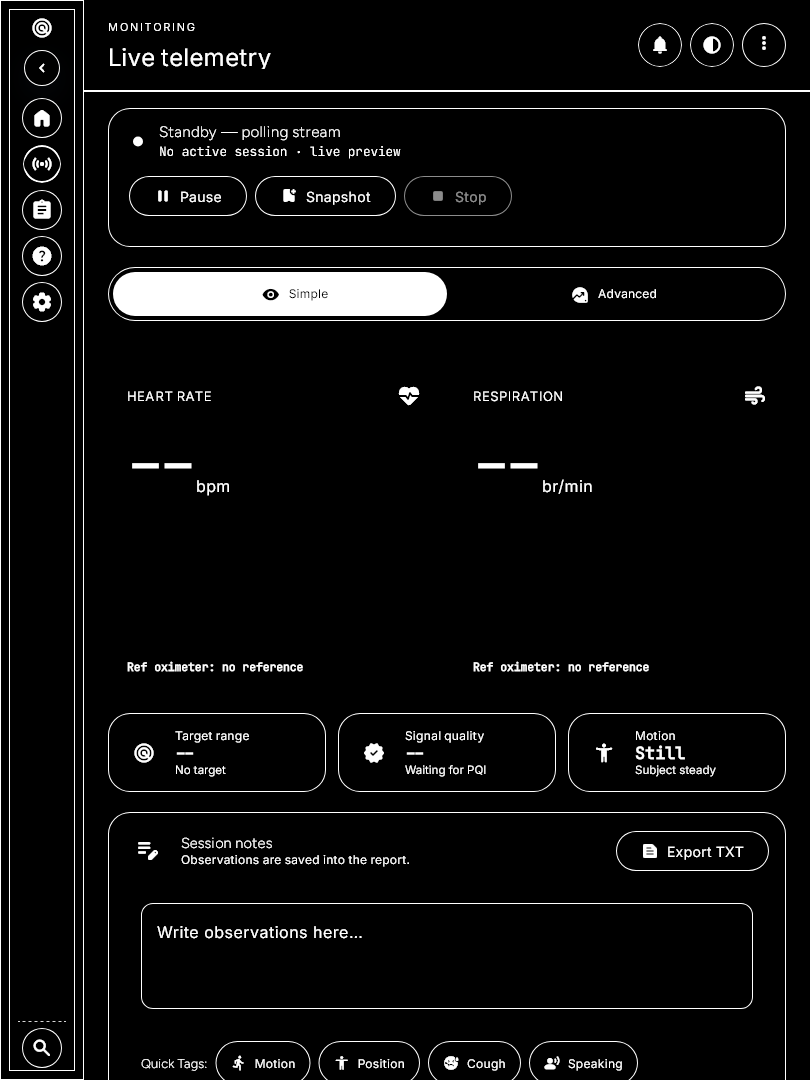 MONITORING
Live telemetry
Standby — polling stream
No active session · live preview
Pause
Snapshot
Stop
Simple
Advanced
HEART RATE
RESPIRATION
—— bpm
—— br/min
Ref oximeter: no reference
Ref oximeter: no reference
Target range
——
No target
Signal quality
——
Waiting for PQI
Motion
Still
Subject steady
Session notes
Observations are saved into the report.
Export TXT
Write observations here...
Quick Tags:
Motion
Position
Cough
Speaking